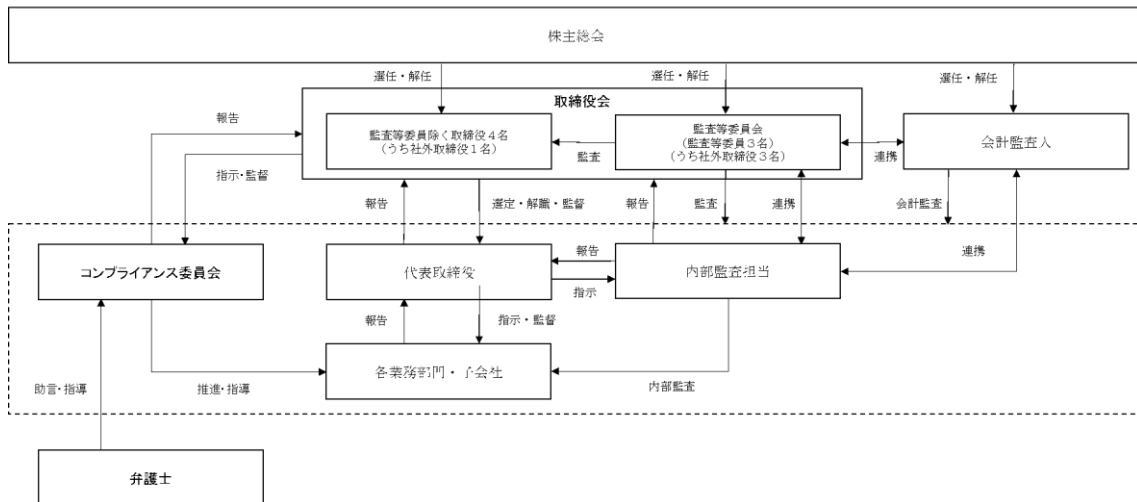 株主総会
選任・解任
選任・解任
選任・解任
取締役会
報告
監査等委員除く取締役４名
（うち社外取締役１名）
監査
監査等委員会
（監査等委員３名）
（うち社外取締役３名）
連携
会計監査人
指示・監督
報告
選定・解職・監督
報告
監査
連携
会計監査
コンプライアンス委員会
代表取締役
報告
指示
内部監査担当
連携
報告
指示・監督
各業務部門・子会社
助言・指導
推進・指導
内部監査
弁護士